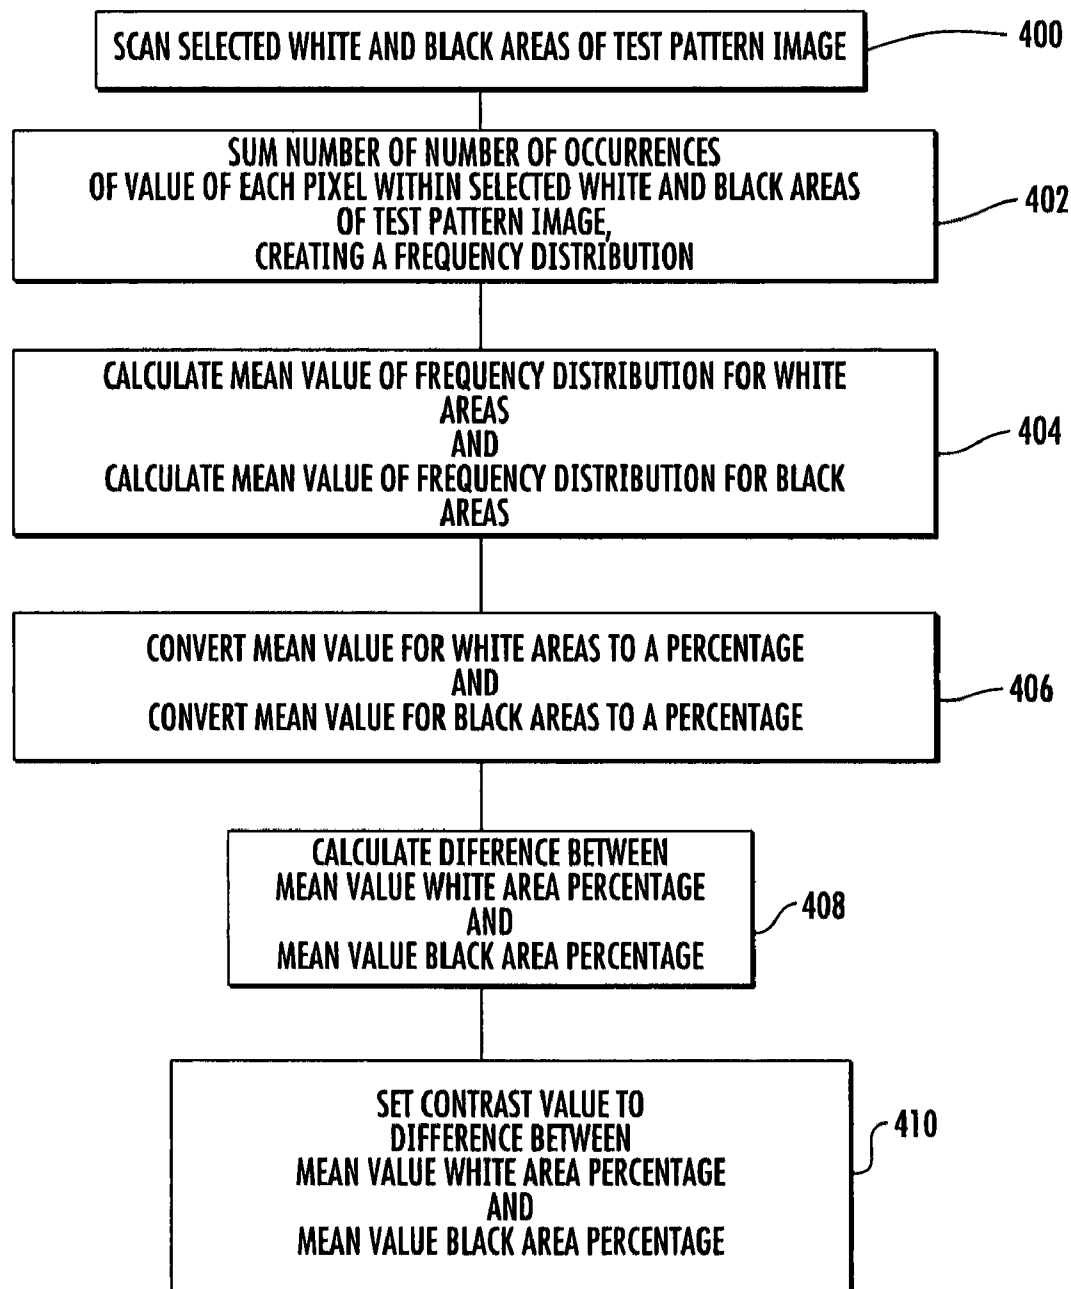 SCAN SELECTED WHITE AND BLACK AREAS OF TEST PATTERN IMAGE
400
SUM NUMBER OF NUMBER OF OCCURRENCES
OF VALUE OF EACH PIXEL WITHIN SELECTED WHITE AND BLACK AREAS
OF TEST PATTERN IMAGE,
CREATING A FREQUENCY DISTRIBUTION
402
CALCULATE MEAN VALUE OF FREQUENCY DISTRIBUTION FOR WHITE
AREAS
AND
CALCULATE MEAN VALUE OF FREQUENCY DISTRIBUTION FOR BLACK
AREAS
404
CONVERT MEAN VALUE FOR WHITE AREAS TO A PERCENTAGE
AND
CONVERT MEAN VALUE FOR BLACK AREAS TO A PERCENTAGE
406
CALCULATE DIFERENCE BETWEEN
MEAN VALUE WHITE AREA PERCENTAGE
AND
MEAN VALUE BLACK AREA PERCENTAGE
408
SET CONTRAST VALUE TO
DIFFERENCE BETWEEN
MEAN VALUE WHITE AREA PERCENTAGE
AND
MEAN VALUE BLACK AREA PERCENTAGE
410